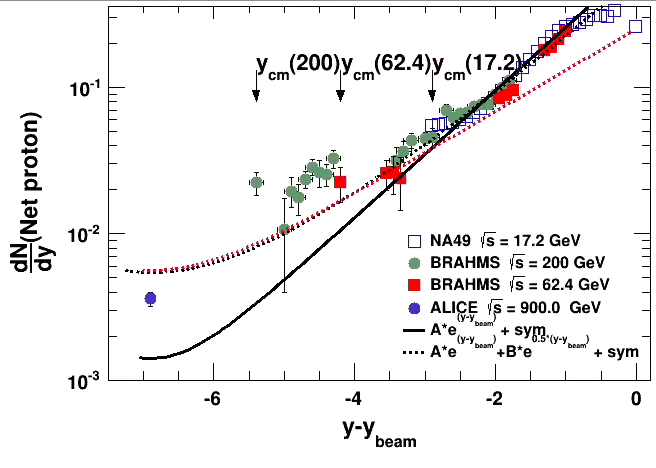 y_cm(200)y_cm(62.4)y_cm(17.2)
10^-1
10^-2
10^-3
dN/dy(Net proton)
NA49 √s = 17.2 GeV
BRAHMS √s = 200 GeV
BRAHMS √s = 62.4 GeV
ALICE √s = 900.0 GeV
A*e^(y-y_beam) + sym
A*e^(y-y_beam) +B*e^0.5*(y-y_beam) + sym
-6 -4 -2 0
y-y_beam